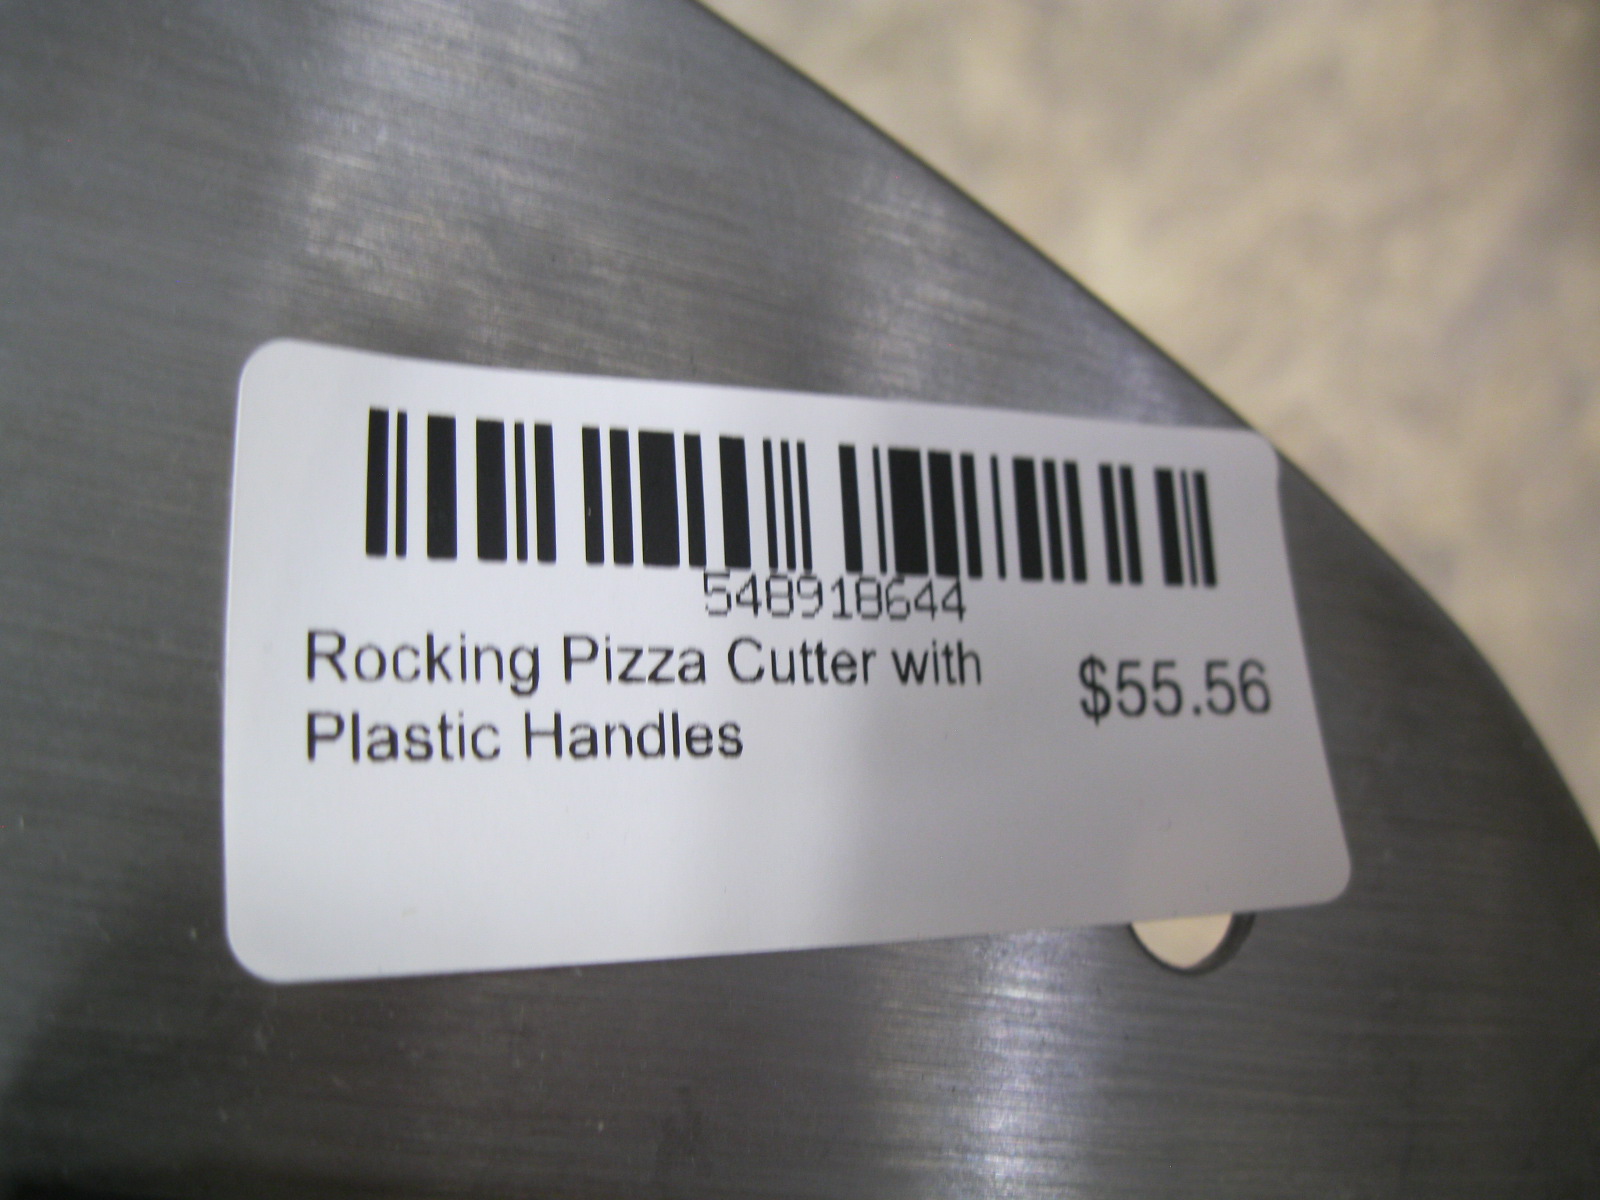 548918644
Rocking Pizza Cutter with
Plastic Handles
$55.56